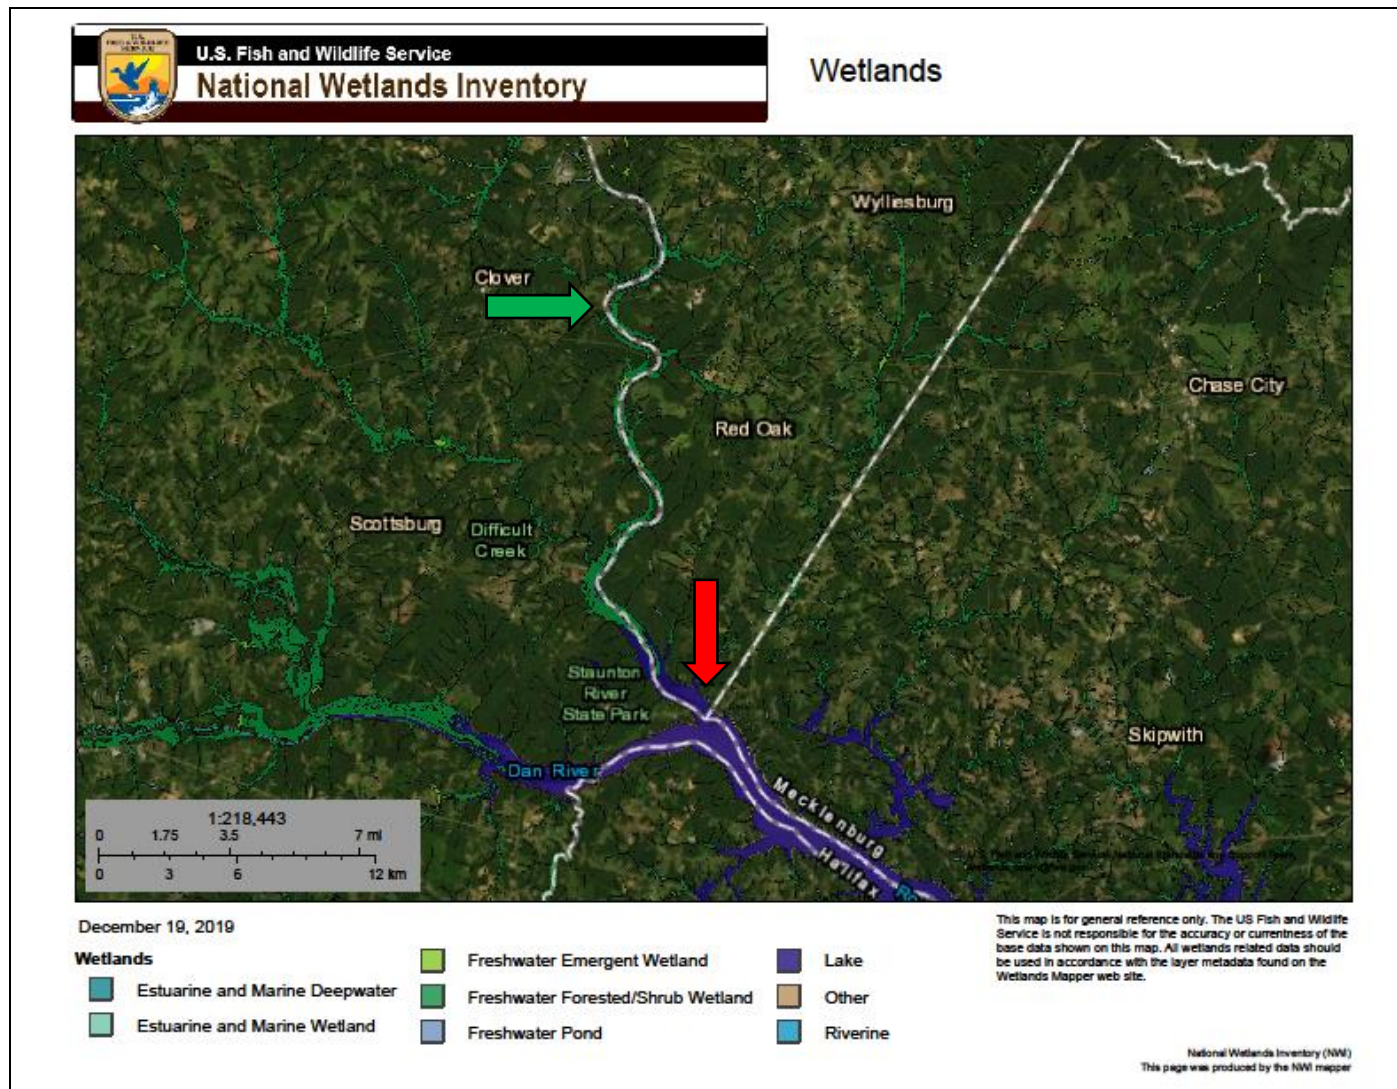 U.S.
FISH & WILDLIFE
SERVICE
U.S. Fish and Wildlife Service
National Wetlands Inventory
Wetlands
Wylliesburg
Clover
Chase City
Red Oak
Scottsburg
Difficult
Creek
Staunton
River
State Park
Skipwith
Dan River
Mecklenburg
Halifax
1:218,443
0 1.75 3.5 7 mi
0 3 6 12 km
December 19, 2019
This map is for general reference only. The US Fish and Wildlife
Service is not responsible for the accuracy or currentness of the
base data shown on this map. All wetlands related data should
be used in accordance with the layer metadata found on the
Wetlands Mapper web site.
Wetlands
Estuarine and Marine Deepwater
Estuarine and Marine Wetland
Freshwater Emergent Wetland
Freshwater Forested/Shrub Wetland
Freshwater Pond
Lake
Other
Riverine
National Wetlands Inventory (NWI)
This page was produced by the NWI mapper